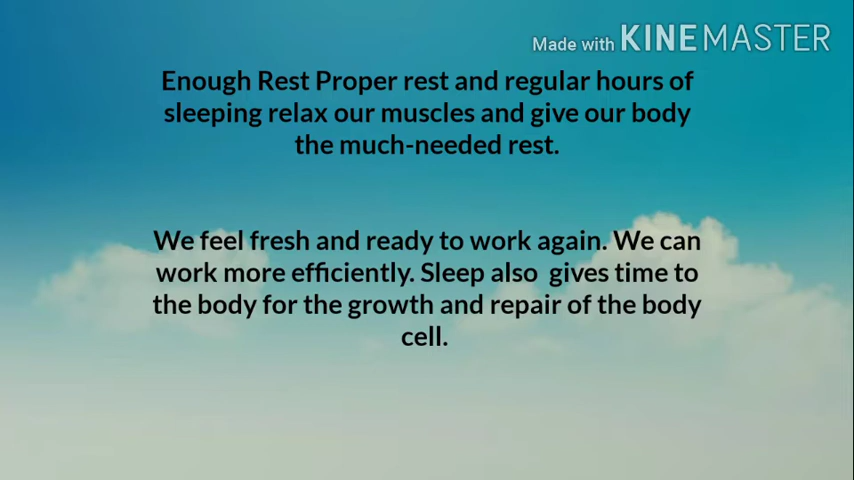 Made with KINEMASTER
Enough Rest Proper rest and regular hours of
sleeping relax our muscles and give our body
the much-needed rest.
We feel fresh and ready to work again. We can
work more efficiently. Sleep also  gives time to
the body for the growth and repair of the body
cell.